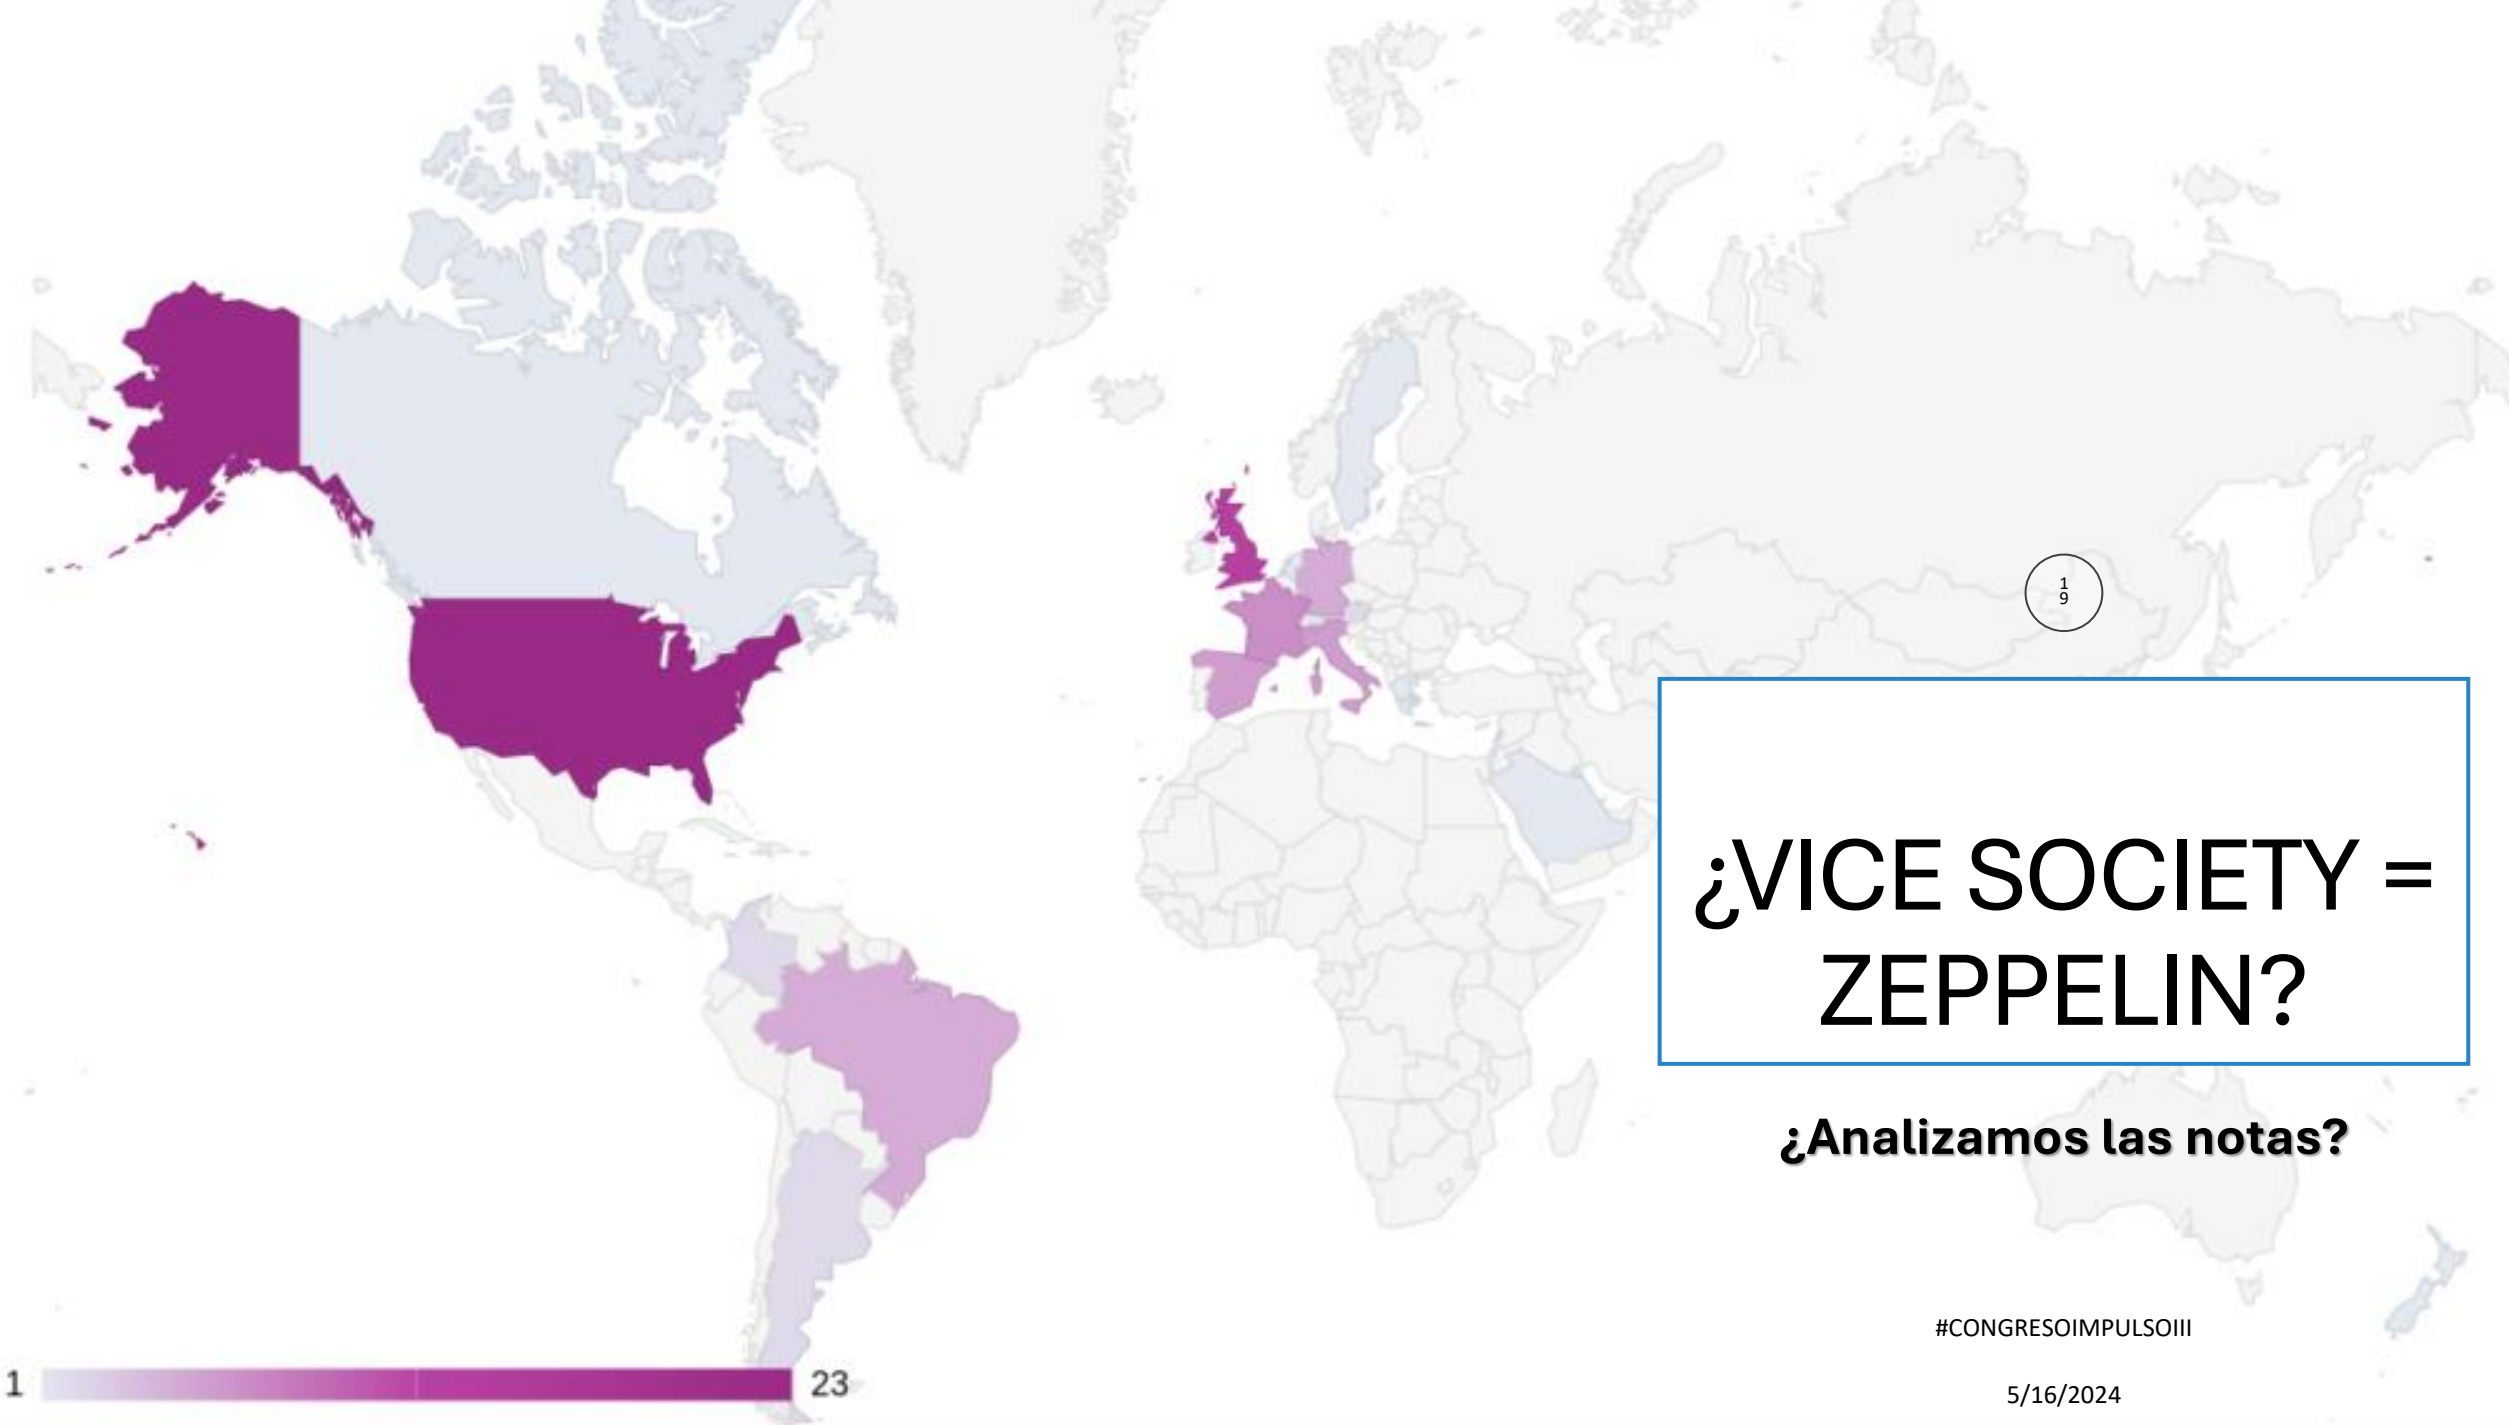 1
9
¿VICE SOCIETY =
ZEPPELIN?
¿Analizamos las notas?
#CONGRESOIMPULSOIII
5/16/2024
1
23